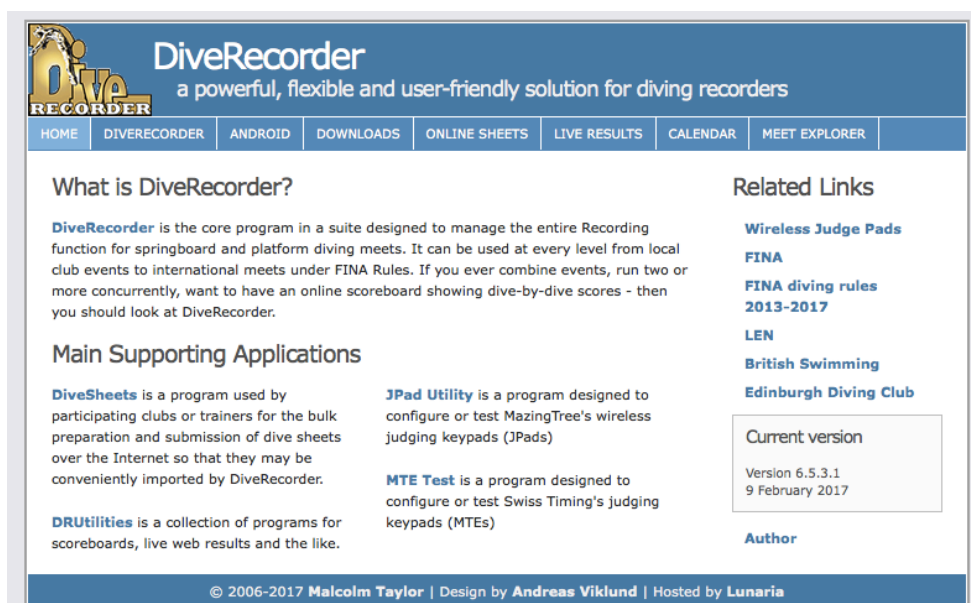 Dive
RECORDER
DiveRecorder
a powerful, flexible and user-friendly solution for diving recorders
HOME DIVERECORDER ANDROID DOWNLOADS ONLINE SHEETS LIVE RESULTS CALENDAR MEET EXPLORER
What is DiveRecorder?
DiveRecorder is the core program in a suite designed to manage the entire Recording
function for springboard and platform diving meets. It can be used at every level from local
club events to international meets under FINA Rules. If you ever combine events, run two or
more concurrently, want to have an online scoreboard showing dive-by-dive scores - then
you should look at DiveRecorder.
Main Supporting Applications
DiveSheets is a program used by
participating clubs or trainers for the bulk
preparation and submission of dive sheets
over the Internet so that they may be
conveniently imported by DiveRecorder.
DRUtilities is a collection of programs for
scoreboards, live web results and the like.
JPad Utility is a program designed to
configure or test MazingTree's wireless
judging keypads (JPads)
MTE Test is a program designed to
configure or test Swiss Timing's judging
keypads (MTEs)
Related Links
Wireless Judge Pads
FINA
FINA diving rules
2013-2017
LEN
British Swimming
Edinburgh Diving Club
Current version
Version 6.5.3.1
9 February 2017
Author
© 2006-2017 Malcolm Taylor | Design by Andreas Viklund | Hosted by Lunaria